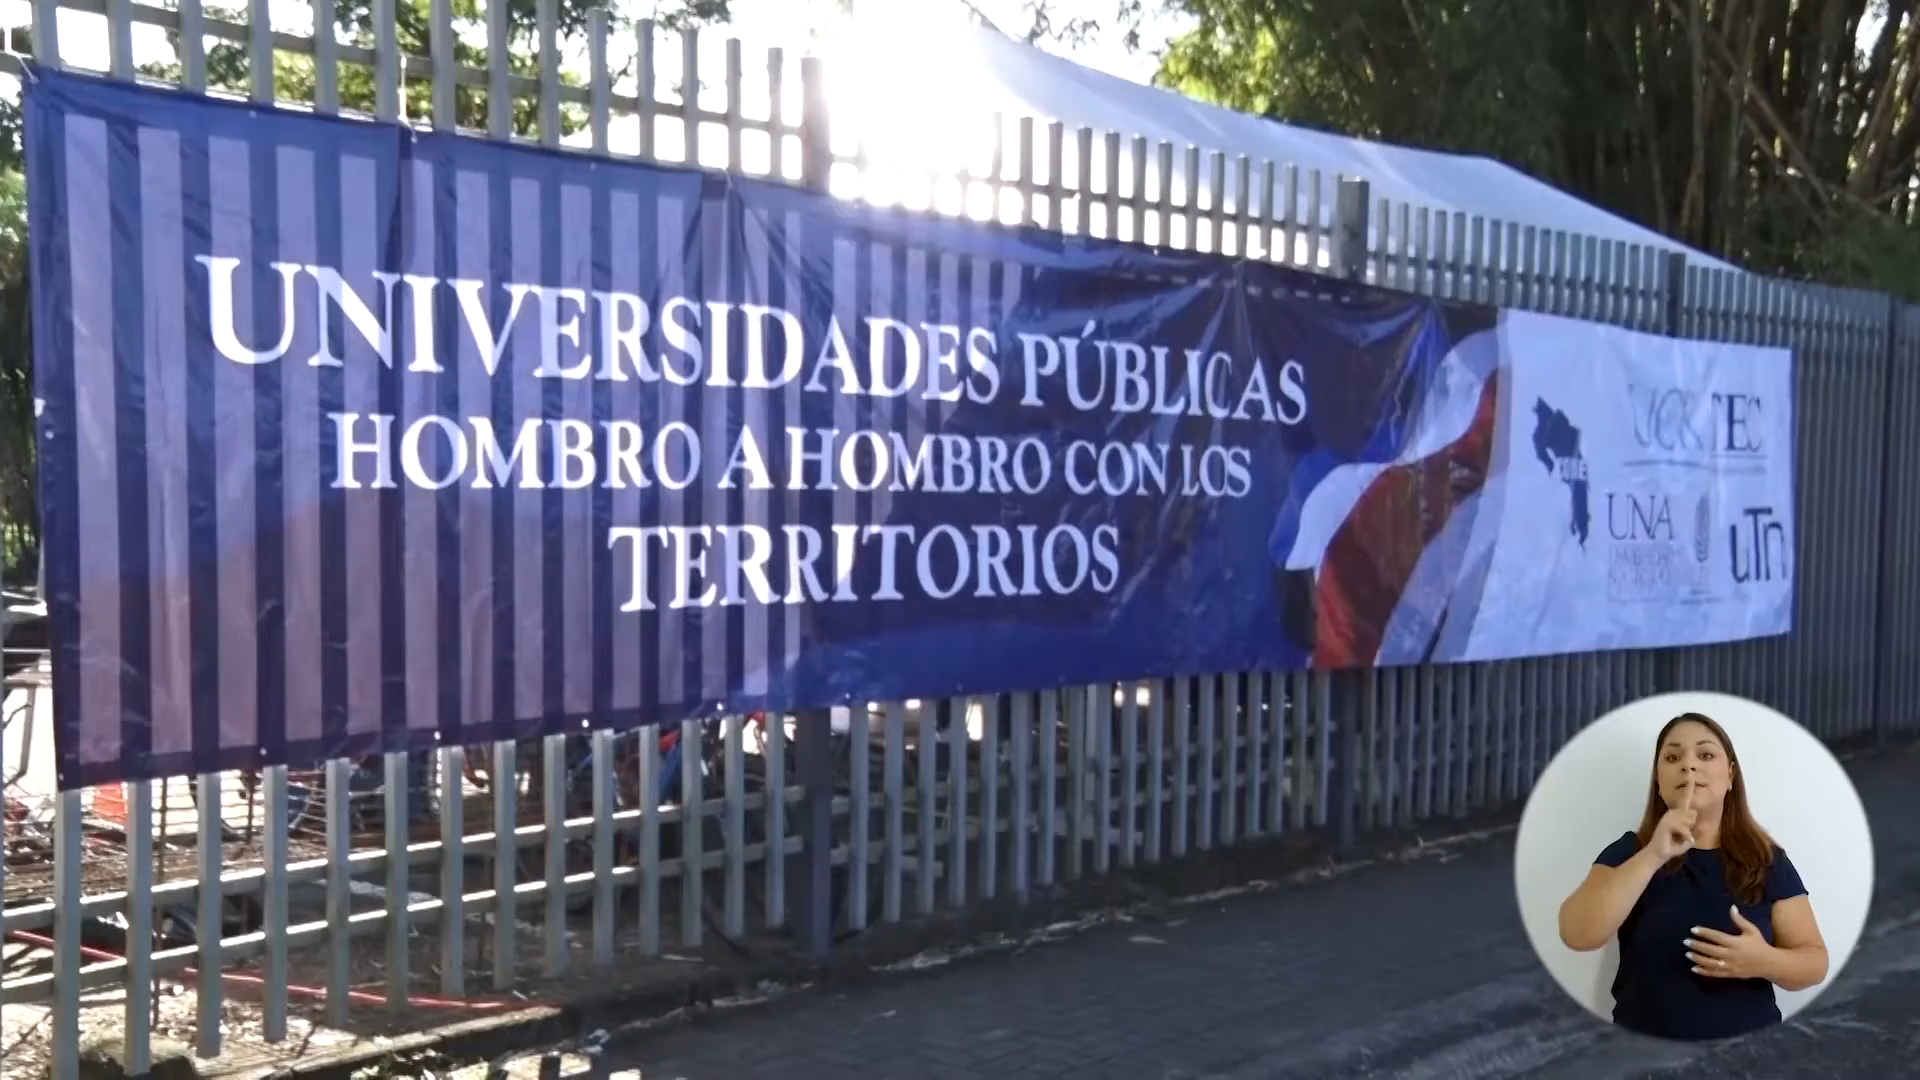 UNIVERSIDADES PÚBLICAS
HOMBRO A HOMBRO CON LOS
TERRITORIOS
UCR TEC
UNA
UTN